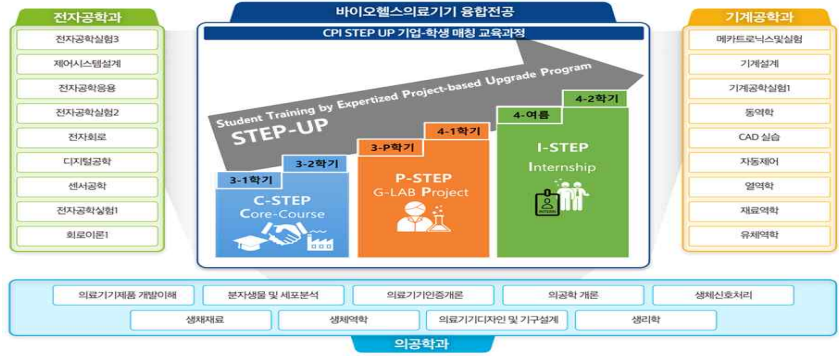 전자공학과
전자공학실험3
제어시스템설계
전자공학응용
전자공학실험2
전자회로
디지털공학
센서공학
전자공학실험1
회로이론1
바이오헬스의료기기 융합전공
CPI STEP UP 기업-학생 매칭 교육과정
Student Training by Expertized Project-based Upgrade Program
STEP-UP
3-1학기
3-2학기
3-P학기
4-1학기
4-여름
4-2학기
C-STEP
Core-Course
P-STEP
G-LAB Project
I-STEP
Internship
INTERN
기계공학과
메카트로닉스및실험
기계설계
기계공학실험1
동역학
CAD 실습
자동제어
열역학
재료역학
유체역학
의료기기제품 개발이해
분자생물 및 세포분석
의료기기인증개론
의공학 개론
생체신호처리
생채재료
생체역학
의료기기디자인 및 기구설계
생리학
의공학과